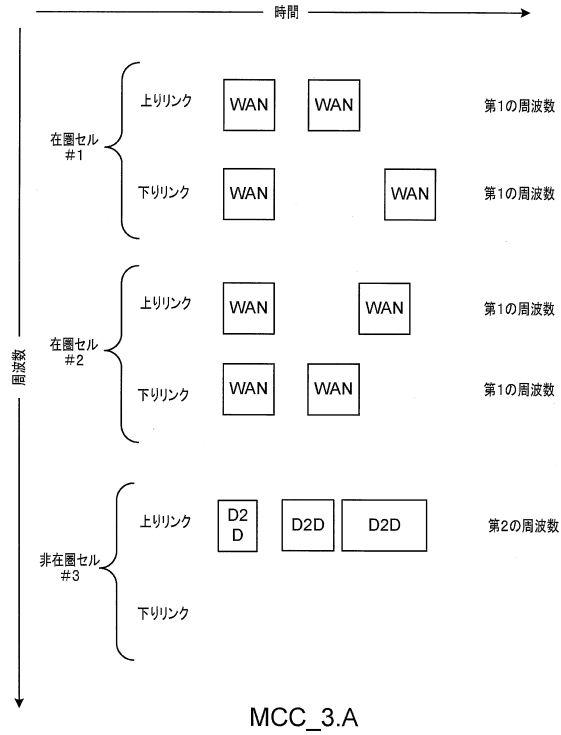 時間
周波数
在圏セル
#1
上りリンク
WAN
WAN
第1の周波数
下りリンク
WAN
WAN
第1の周波数
在圏セル
#2
上りリンク
WAN
WAN
第1の周波数
下りリンク
WAN
WAN
第1の周波数
非在圏セル
#3
上りリンク
D2
D
D2D
D2D
第2の周波数
下りリンク
MCC_3.A